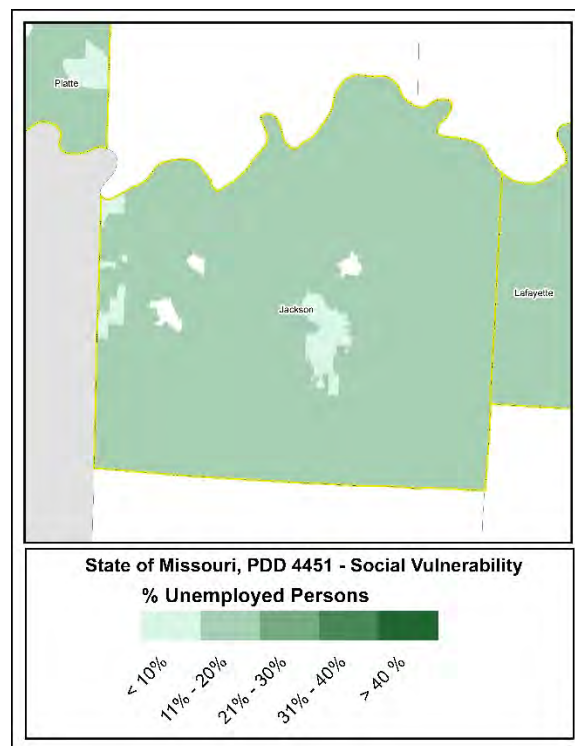 Platte
Jackson
Lafayette
State of Missouri, PDD 4451 - Social Vulnerability
% Unemployed Persons
< 10%
11% - 20%
21% - 30%
31% - 40%
> 40 %